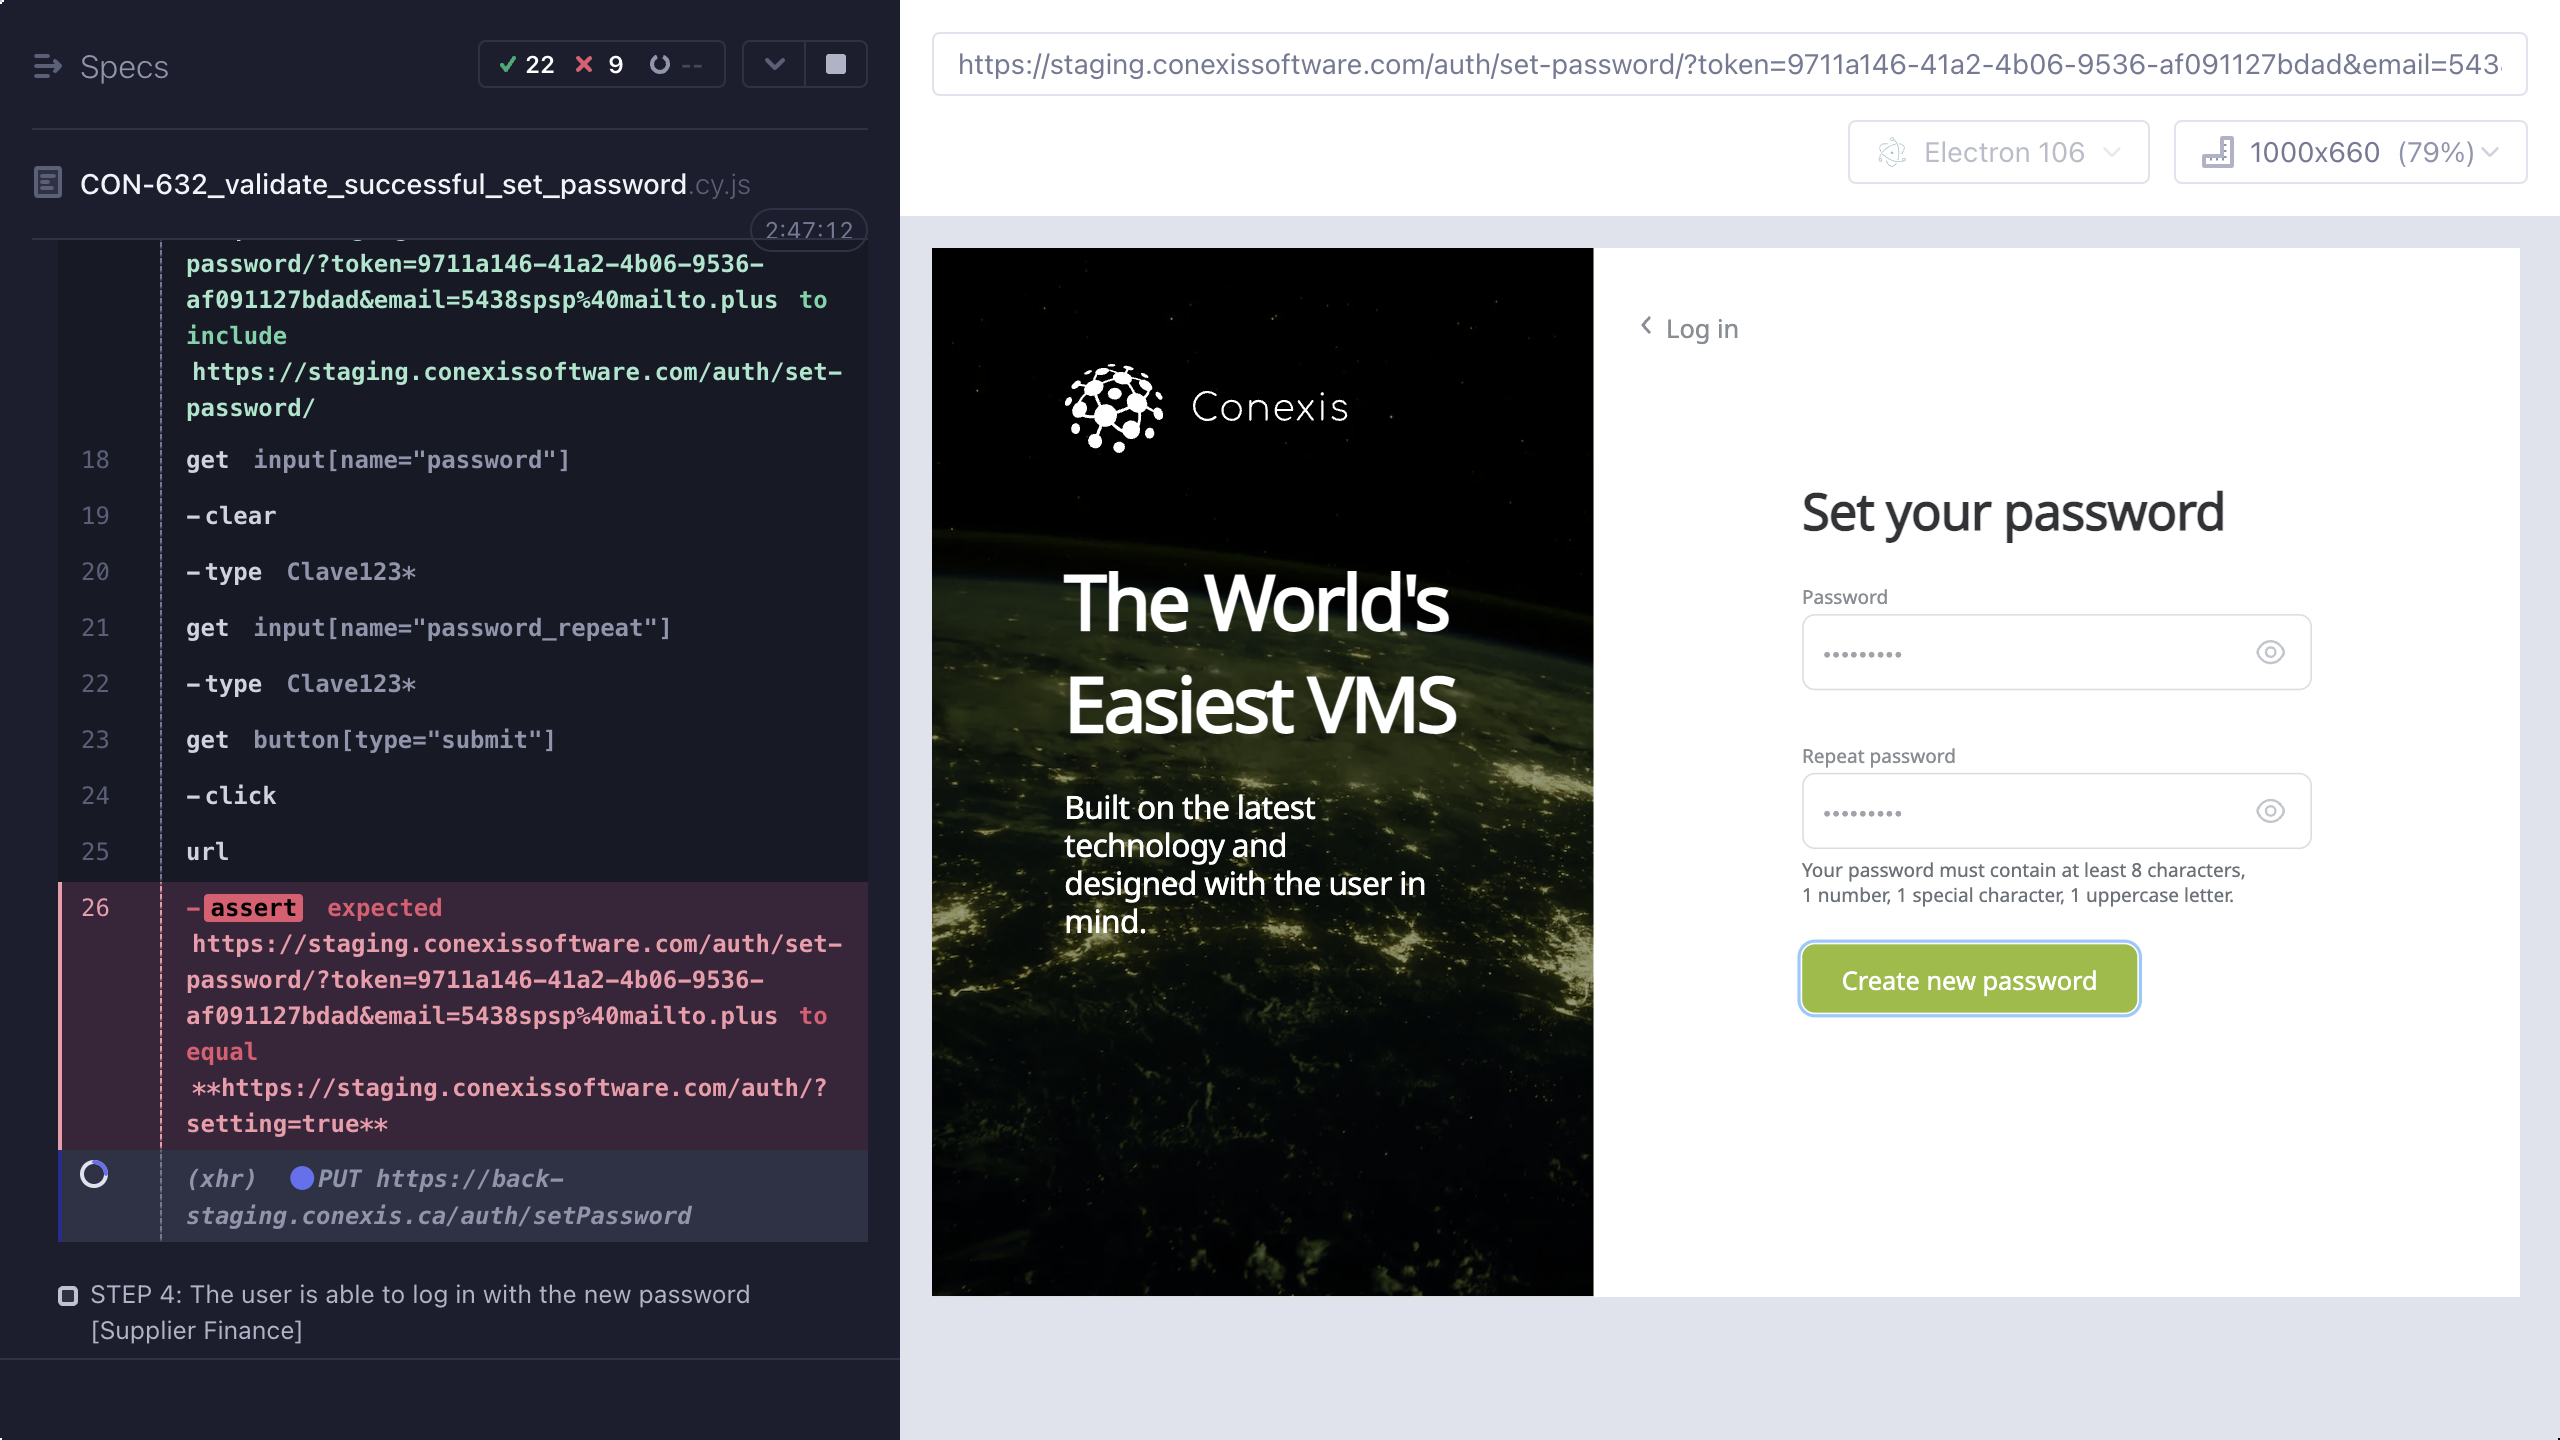 Specs
22 9 --
CON-632_validate_successful_set_password.cy.js
2:47:12
password/?token=9711a146-41a2-4b06-9536-
af091127bdad&email=5438spsp%40mailto.plus to
include
https://staging.conexissoftware.com/auth/set-
password/
18 get input[name="password"]
19 -clear
20 -type Clave123*
21 get input[name="password_repeat"]
22 -type Clave123*
23 get button[type="submit"]
24 -click
25 url
26 -assert expected
https://staging.conexissoftware.com/auth/set-
password/?token=9711a146-41a2-4b06-9536-
af091127bdad&email=5438spsp%40mailto.plus to
equal
**https://staging.conexissoftware.com/auth/?
setting=true**
(xhr) PUT https://back-
staging.conexis.ca/auth/setPassword
STEP 4: The user is able to log in with the new password
[Supplier Finance]
https://staging.conexissoftware.com/auth/set-password/?token=9711a146-41a2-4b06-9536-af091127bdad&email=543
Electron 106
1000x660 (79%)
Conexis
The World's
Easiest VMS
Built on the latest
technology and
designed with the user in
mind.
Log in
Set your password
Password
•••••••••
Repeat password
•••••••••
Your password must contain at least 8 characters,
1 number, 1 special character, 1 uppercase letter.
Create new password